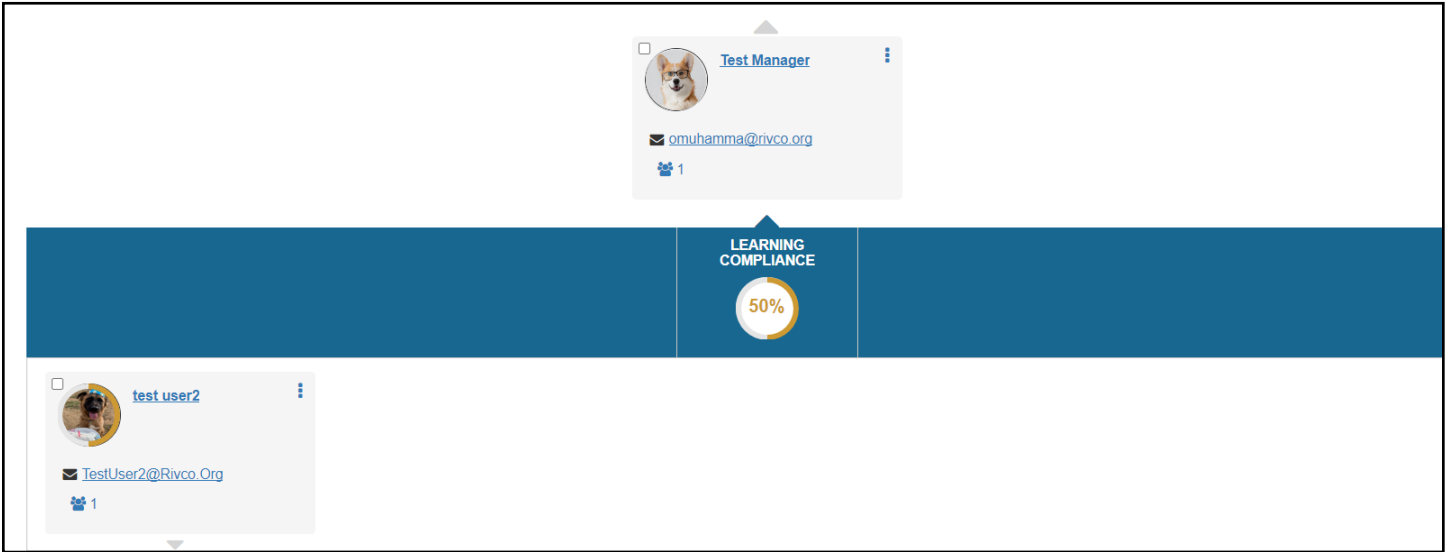 Test Manager
omuhamma@rivco.org
1
LEARNING
COMPLIANCE
50%
test user2
TestUser2@Rivco.Org
1